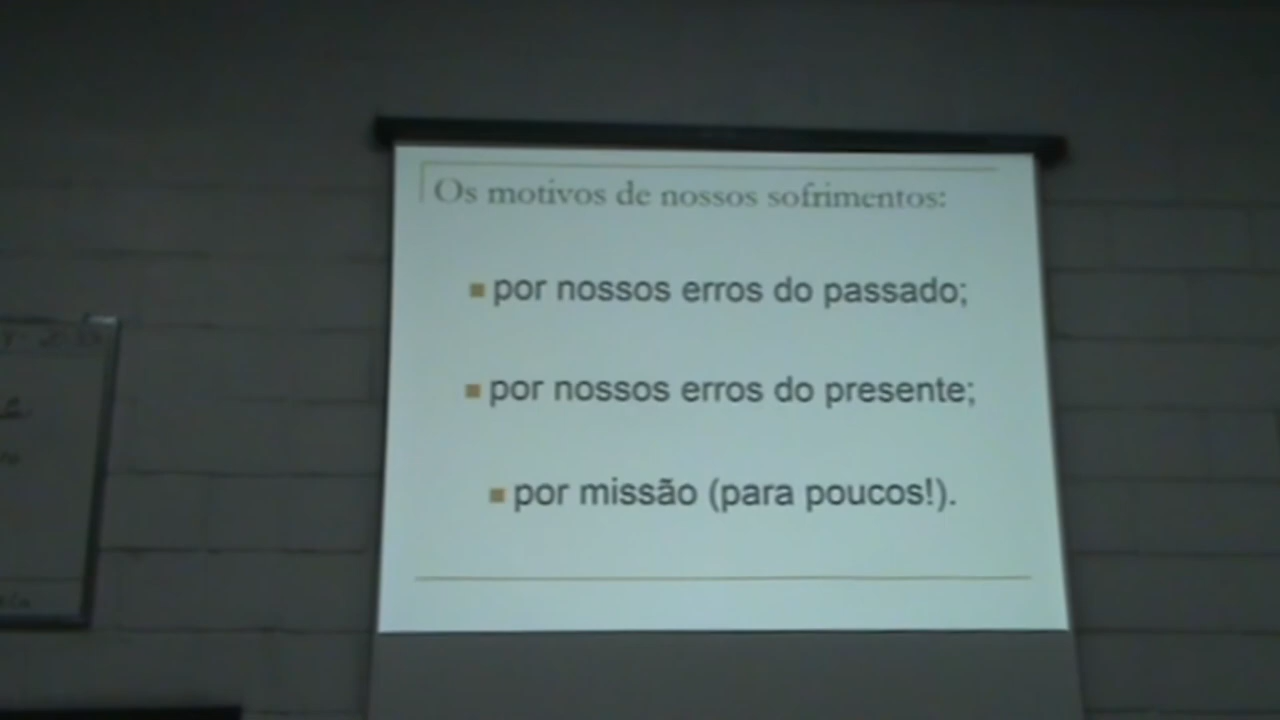 Os motivos de nossos sofrimentos:
por nossos erros do passado;
por nossos erros do presente;
por missão (para poucos!).